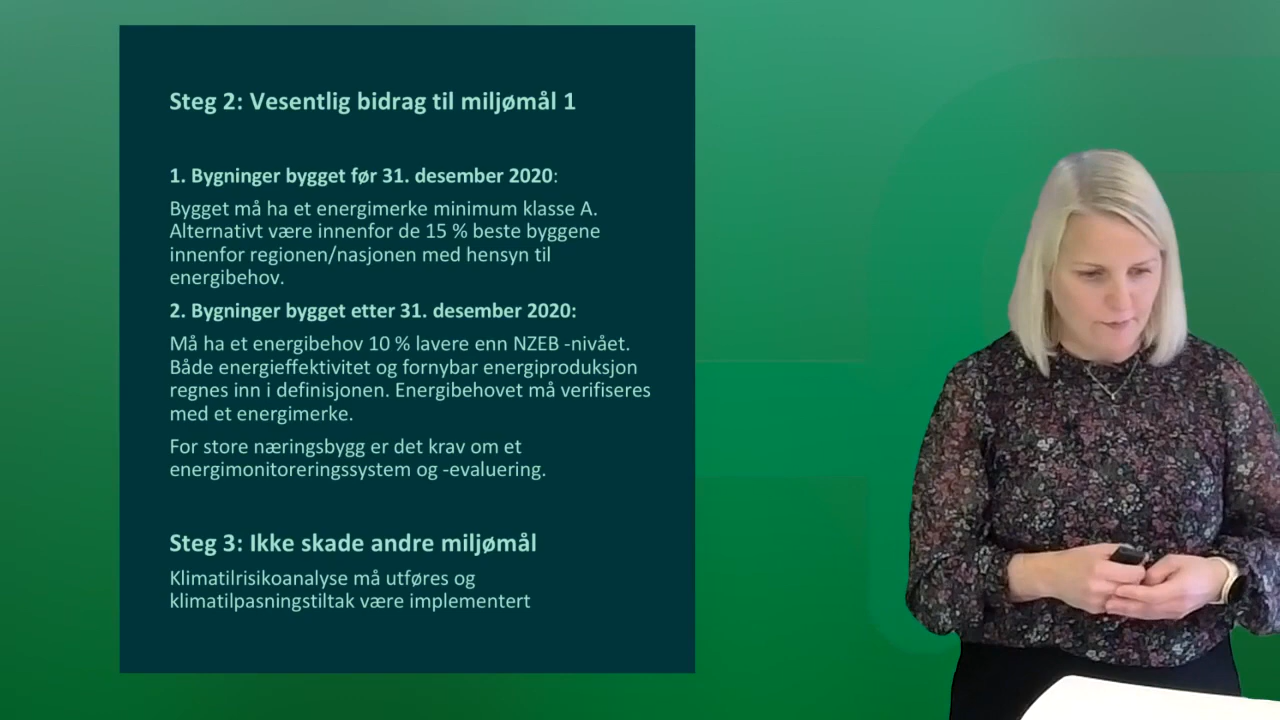 Steg 2: Vesentlig bidrag til miljømål 1
1. Bygninger bygget før 31. desember 2020:
Bygget må ha et energimerke minimum klasse A.
Alternativt være innenfor de 15 % beste byggene
innenfor regionen/nasjonen med hensyn til
energibehov.
2. Bygninger bygget etter 31. desember 2020:
Må ha et energibehov 10 % lavere enn NZEB -nivået.
Både energieffektivitet og fornybar energiproduksjon
regnes inn i definisjonen. Energibehovet må verifiseres
med et energimerke.
For store næringsbygg er det krav om et
energimonitoreringssystem og -evaluering.
Steg 3: Ikke skade andre miljømål
Klimatilrisikoanalyse må utføres og
klimatilpasningstiltak være implementert